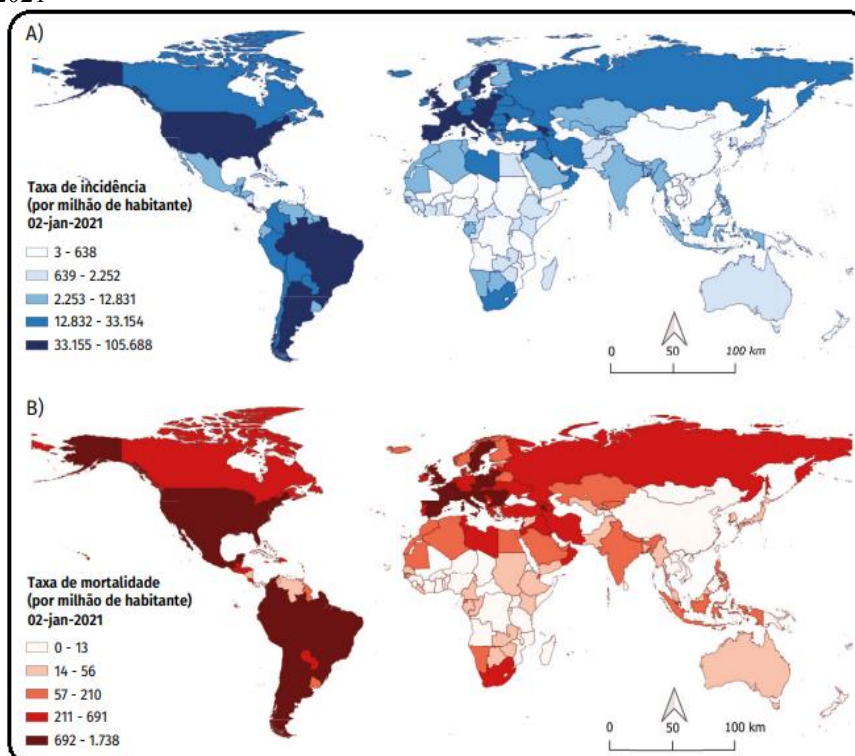 2021
A)
Taxa de incidência
(por milhão de habitante)
02-jan-2021
3 - 638
639 - 2.252
2.253 - 12.831
12.832 - 33.154
33.155 - 105.688
0 50 100 km
B)
Taxa de mortalidade
(por milhão de habitante)
02-jan-2021
0 - 13
14 - 56
57 - 210
211 - 691
692 - 1.738
0 50 100 km